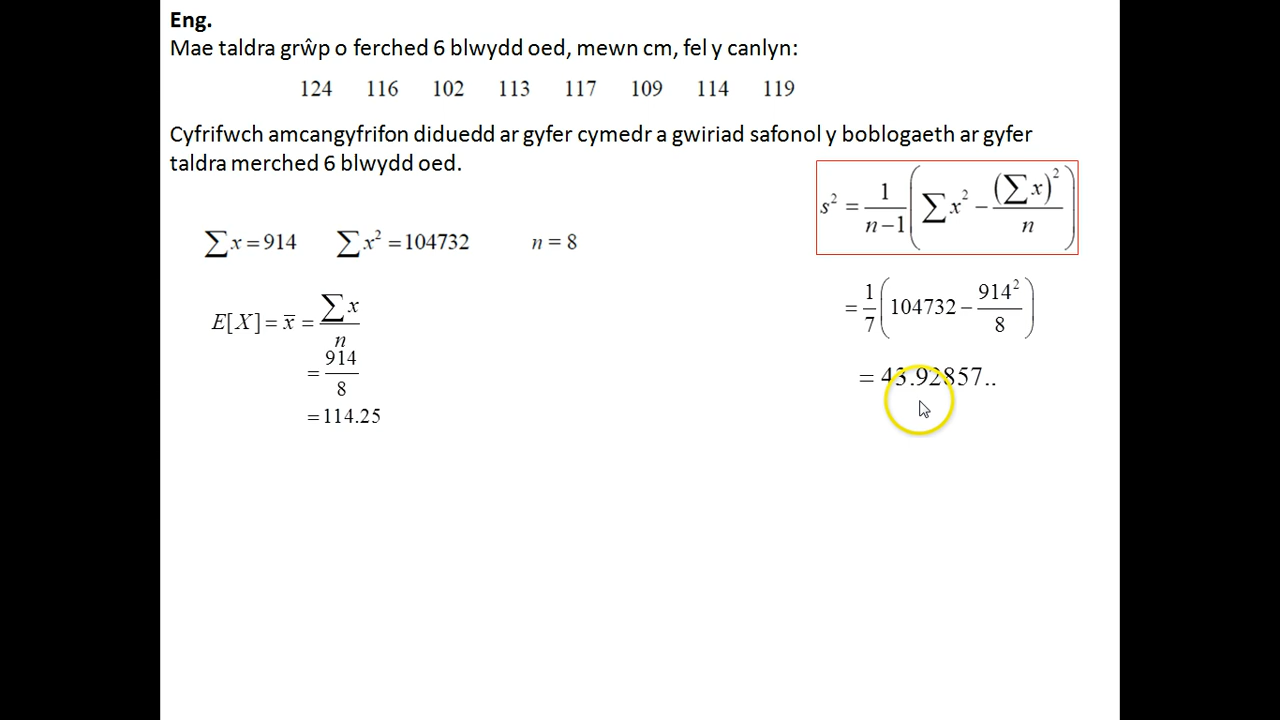 Eng.
Mae taldra grŵp o ferched 6 blwydd oed, mewn cm, fel y canlyn:
124 116 102 113 117 109 114 119
Cyfrifwch amcangyfrifon diduedd ar gyfer cymedr a gwiriad safonol y boblogaeth ar gyfer
taldra merched 6 blwydd oed.
s² = 1/(n−1) (∑x² − (∑x)²/n)
∑x = 914 ∑x² = 104732 n = 8
= 1/7 (104732 − 914²/8)
E[X] = x̄ = ∑x/n
= 914/8
= 43.92857..
= 114.25